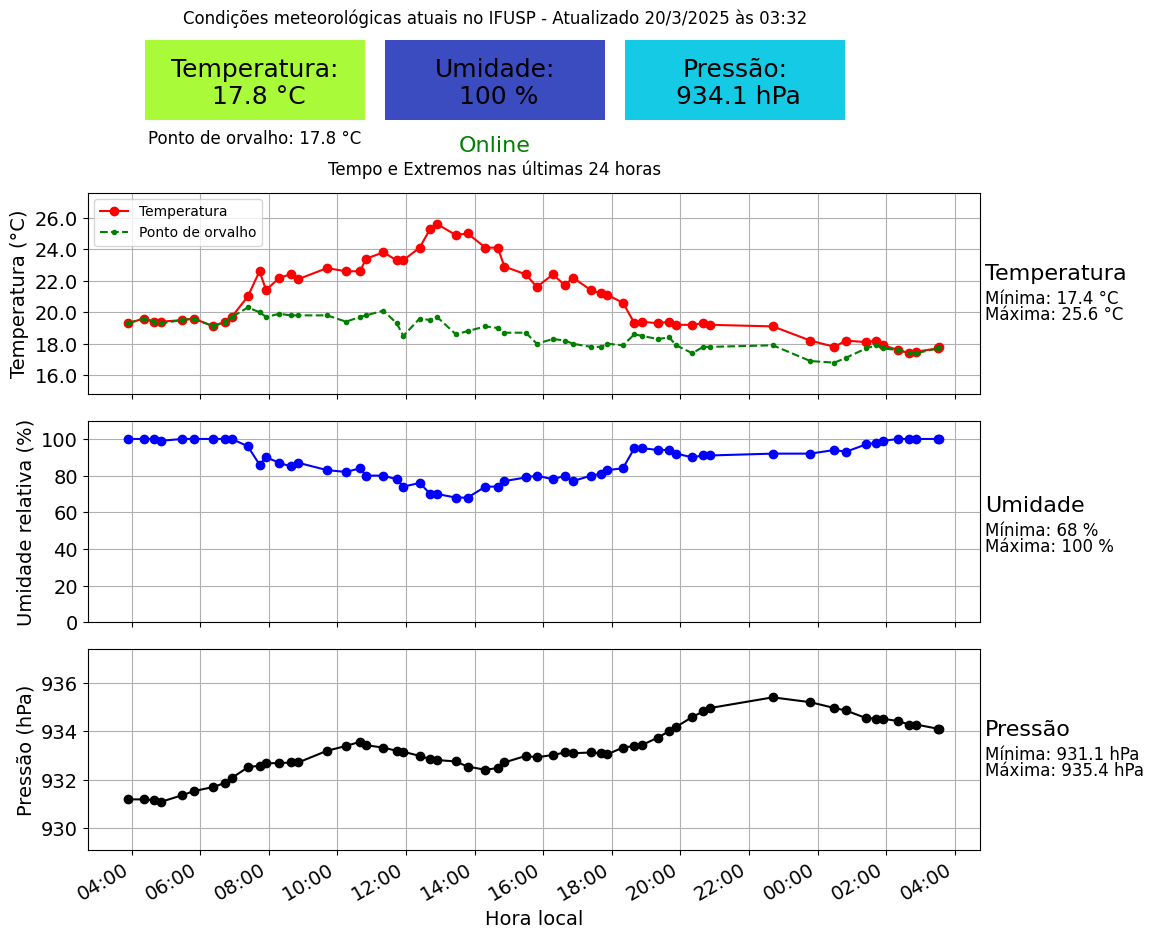 Condições meteorológicas atuais no IFUSP - Atualizado 20/3/2025 às 03:32
Temperatura:
17.8 °C
Umidade:
100 %
Pressão:
934.1 hPa
Ponto de orvalho: 17.8 °C
Online
Tempo e Extremos nas últimas 24 horas
Temperatura (°C)
26.0
24.0
22.0
20.0
18.0
16.0
Temperatura
Ponto de orvalho
Temperatura
Mínima: 17.4 °C
Máxima: 25.6 °C
Umidade relativa (%)
100
80
60
40
20
0
Umidade
Mínima: 68 %
Máxima: 100 %
Pressão (hPa)
936
934
932
930
Pressão
Mínima: 931.1 hPa
Máxima: 935.4 hPa
04:00 06:00 08:00 10:00 12:00 14:00 16:00 18:00 20:00 22:00 00:00 02:00 04:00
Hora local